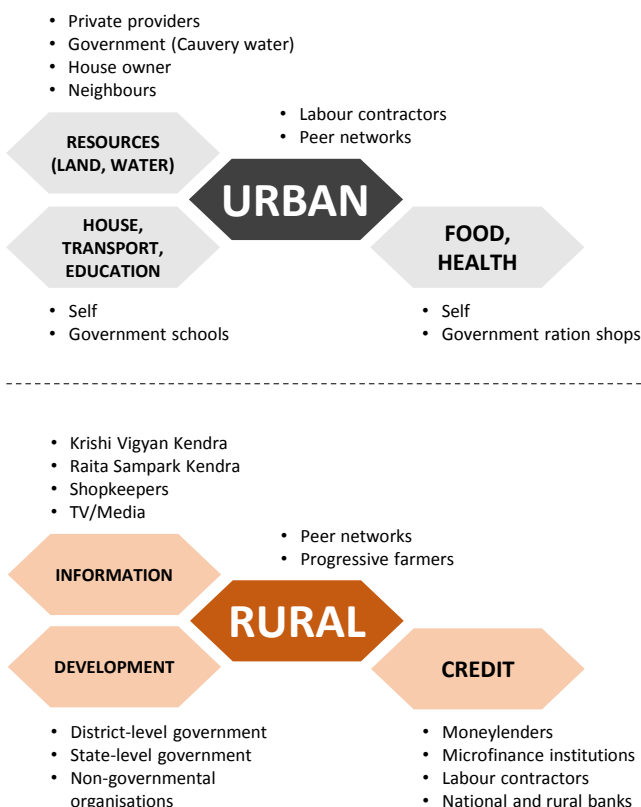 • Private providers
• Government (Cauvery water)
• House owner
• Neighbours
• Labour contractors
• Peer networks
RESOURCES
(LAND, WATER)
URBAN
HOUSE,
TRANSPORT,
EDUCATION
FOOD,
HEALTH
• Self
• Government schools
• Self
• Government ration shops
• Krishi Vigyan Kendra
• Raita Sampark Kendra
• Shopkeepers
• TV/Media
• Peer networks
• Progressive farmers
INFORMATION
RURAL
DEVELOPMENT
CREDIT
• District-level government
• State-level government
• Non-governmental
organisations
• Moneylenders
• Microfinance institutions
• Labour contractors
• National and rural banks